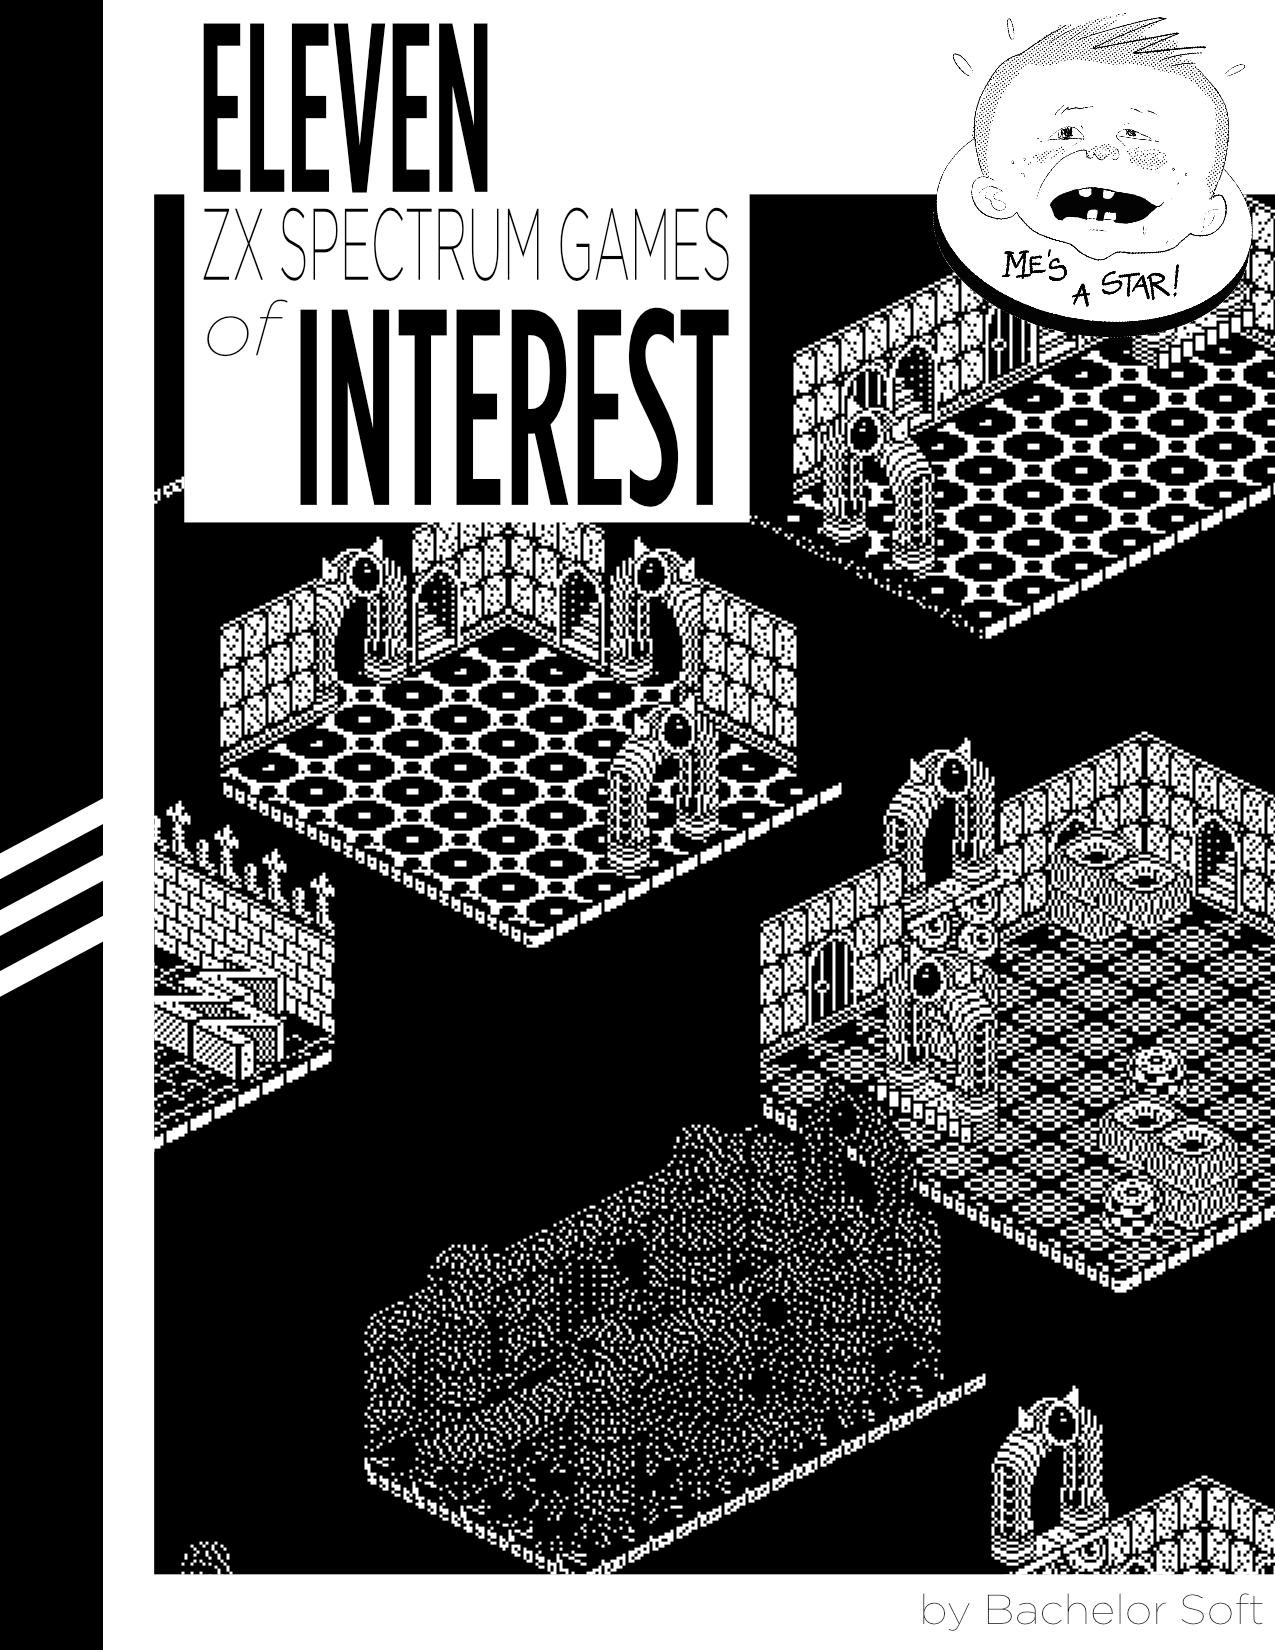 ELEVEN
ZX SPECTRUM GAMES
of INTEREST
ME'S
A STAR!
by Bachelor Soft